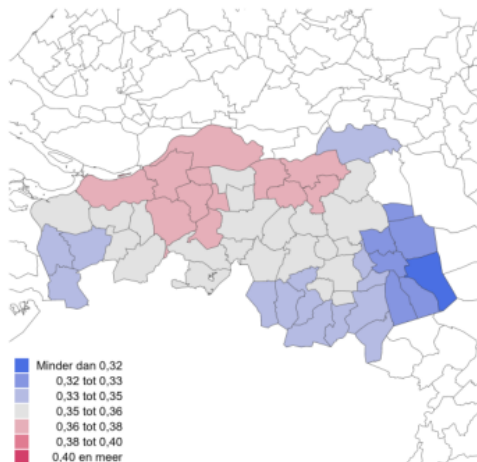 Minder dan 0,32
0,32 tot 0,33
0,33 tot 0,35
0,35 tot 0,36
0,36 tot 0,38
0,38 tot 0,40
0,40 en meer